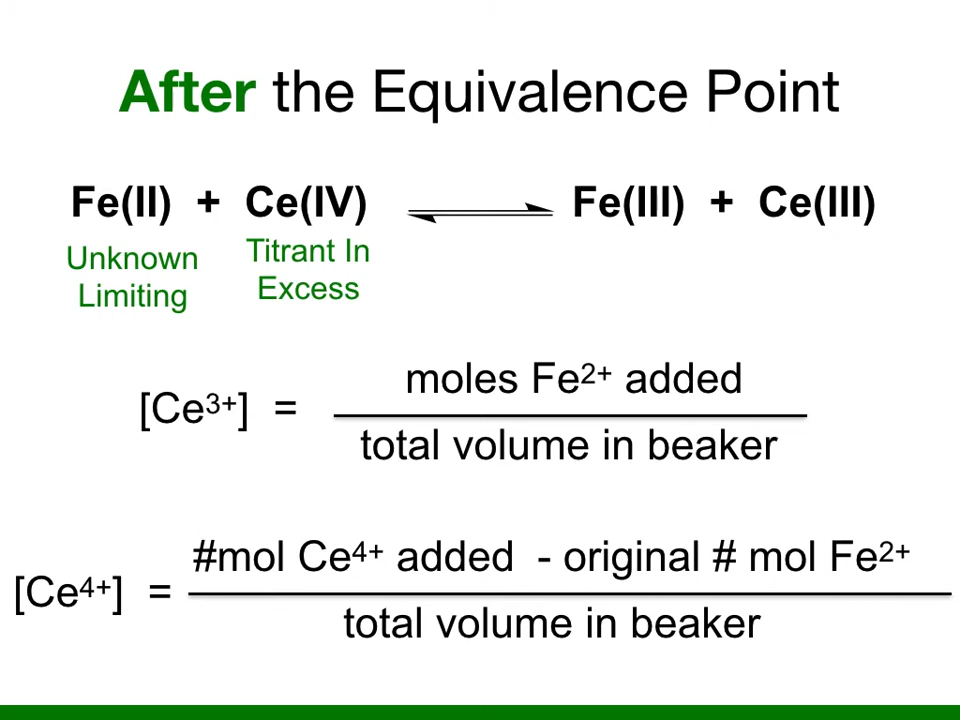 After the Equivalence Point
Fe(II) + Ce(IV) ⇌ Fe(III) + Ce(III)
Unknown Limiting
Titrant In Excess
[Ce³⁺] =
moles Fe²⁺ added
total volume in beaker
[Ce⁴⁺] =
#mol Ce⁴⁺ added - original # mol Fe²⁺
total volume in beaker